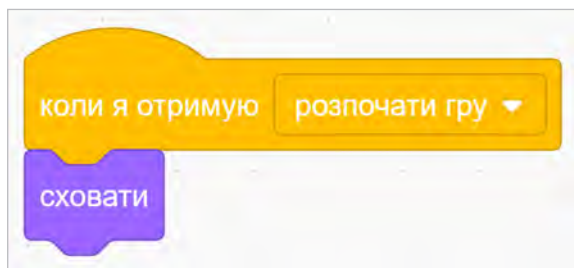 коли я отримую розпочати гру
сховати